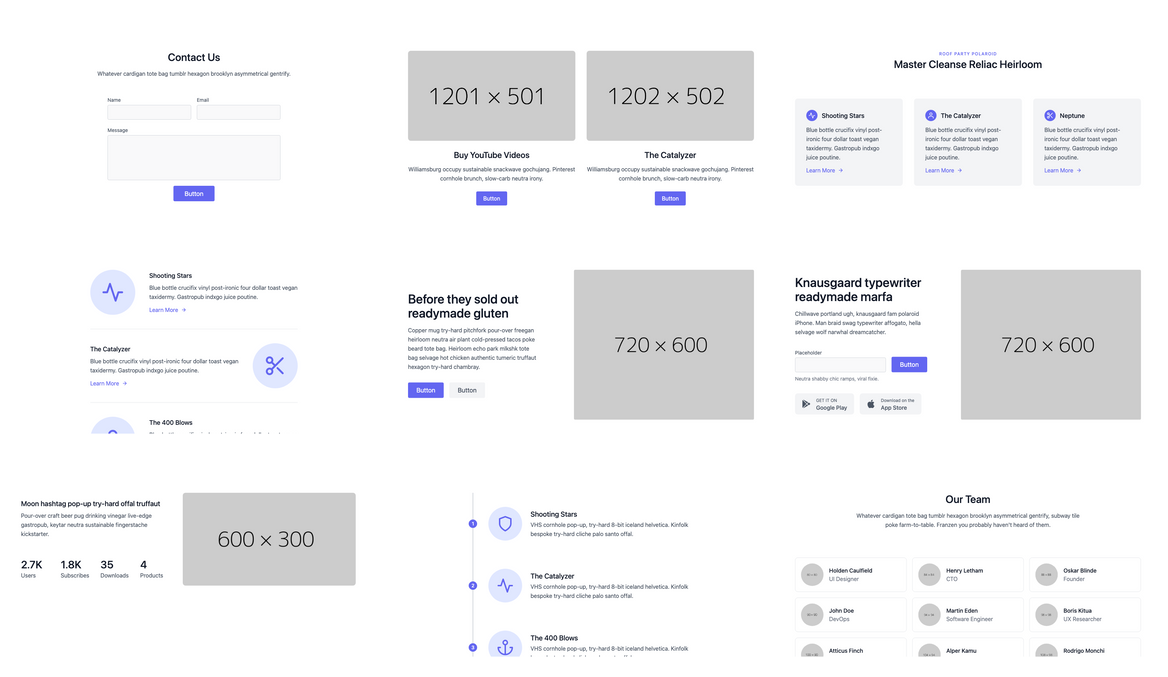 Contact Us
Whatever cardigan tote bag tumblr hexagon brooklyn asymmetrical gentrify.
Name
Email
Message
Button
1201 × 501
1202 × 502
Buy YouTube Videos
Williamsburg occupy sustainable snackwave gochujang. Pinterest
cornhole brunch, slow-carb neutra irony.
Button
The Catalyzer
Williamsburg occupy sustainable snackwave gochujang. Pinterest
cornhole brunch, slow-carb neutra irony.
Button
ROOF PARTY POLAROID
Master Cleanse Reliac Heirloom
Shooting Stars
Blue bottle crucifix vinyl post-
ironic four dollar toast vegan
taxidermy. Gastropub indxgo
juice poutine.
Learn More →
The Catalyzer
Blue bottle crucifix vinyl post-
ironic four dollar toast vegan
taxidermy. Gastropub indxgo
juice poutine.
Learn More →
Neptune
Blue bottle crucifix vinyl post-
ironic four dollar toast vegan
taxidermy. Gastropub indxgo
juice poutine.
Learn More →
Shooting Stars
Blue bottle crucifix vinyl post-ironic four dollar toast vegan
taxidermy. Gastropub indxgo juice poutine.
Learn More →
The Catalyzer
Blue bottle crucifix vinyl post-ironic four dollar toast vegan
taxidermy. Gastropub indxgo juice poutine.
Learn More →
The 400 Blows
Before they sold out
readymade gluten
Copper mug try-hard pitchfork pour-over freegan
heirloom neutra air plant cold-pressed tacos poke
beard tote bag. Heirloom echo park mlkshk tote
bag selvage hot chicken authentic tumeric truffaut
hexagon try-hard chambray.
Button
Button
720 × 600
Knausgaard typewriter
readymade marfa
Chillwave portland ugh, knausgaard fam polaroid
iPhone. Man braid swag typewriter affogato, hella
selvage wolf narwhal dreamcatcher.
Placeholder
Button
Neutra shabby chic ramps, viral fixie.
GET IT ON
Google Play
Download on the
App Store
720 × 600
Moon hashtag pop-up try-hard offal truffaut
Pour-over craft beer pug drinking vinegar live-edge
gastropub, keytar neutra sustainable fingerstache
kickstarter.
2.7K
Users
1.8K
Subscribes
35
Downloads
4
Products
600 × 300
1
Shooting Stars
VHS cornhole pop-up, try-hard 8-bit iceland helvetica. Kinfolk
bespoke try-hard cliche palo santo offal.
2
The Catalyzer
VHS cornhole pop-up, try-hard 8-bit iceland helvetica. Kinfolk
bespoke try-hard cliche palo santo offal.
3
The 400 Blows
VHS cornhole pop-up, try-hard 8-bit iceland helvetica. Kinfolk
Our Team
Whatever cardigan tote bag tumblr hexagon brooklyn asymmetrical gentrify, subway tile
poke farm-to-table. Franzen you probably haven't heard of them.
Holden Caulfield
UI Designer
Henry Letham
CTO
Oskar Blinde
Founder
John Doe
DevOps
Martin Eden
Software Engineer
Boris Kitua
UX Researcher
Atticus Finch
Alper Kamu
Rodrigo Monchi